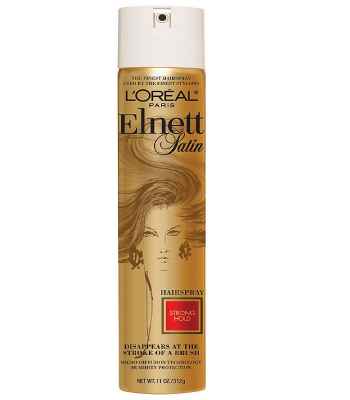 THE FINEST HAIRSPRAY
USED BY THE FINEST STYLISTS
L'ORÉAL®
PARIS
Elnett
Satin
HAIRSPRAY
STRONG
HOLD
DISAPPEARS AT THE
STROKE OF A BRUSH
MICRO-DIFFUSION TECHNOLOGY
HUMIDITY PROTECTION
NET WT. 11 OZ./312g